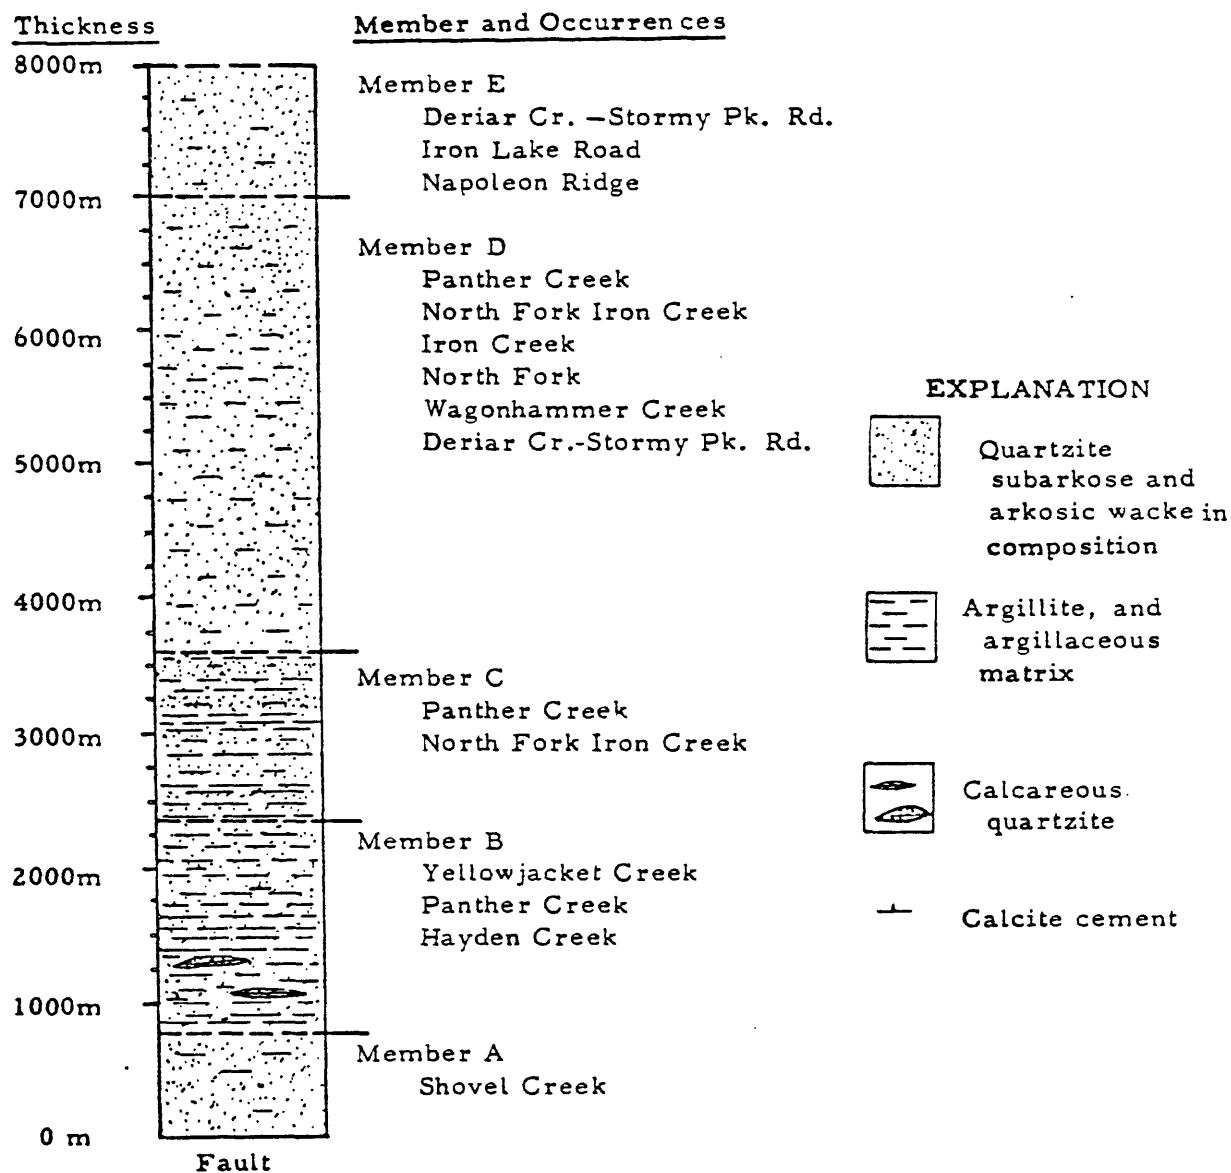 Thickness
Member and Occurrences
8000m
Member E
Deriar Cr. — Stormy Pk. Rd.
Iron Lake Road
Napoleon Ridge
7000m
Member D
Panther Creek
North Fork Iron Creek
6000m
Iron Creek
North Fork
Wagonhammer Creek
Deriar Cr.-Stormy Pk. Rd.
5000m
4000m
Member C
Panther Creek
North Fork Iron Creek
3000m
Member B
Yellowjacket Creek
2000m
Panther Creek
Hayden Creek
1000m
Member A
Shovel Creek
0 m
Fault
EXPLANATION
Quartzite
subarkose and
arkosic wacke in
composition
Argillite, and
argillaceous
matrix
Calcareous
quartzite
Calcite cement